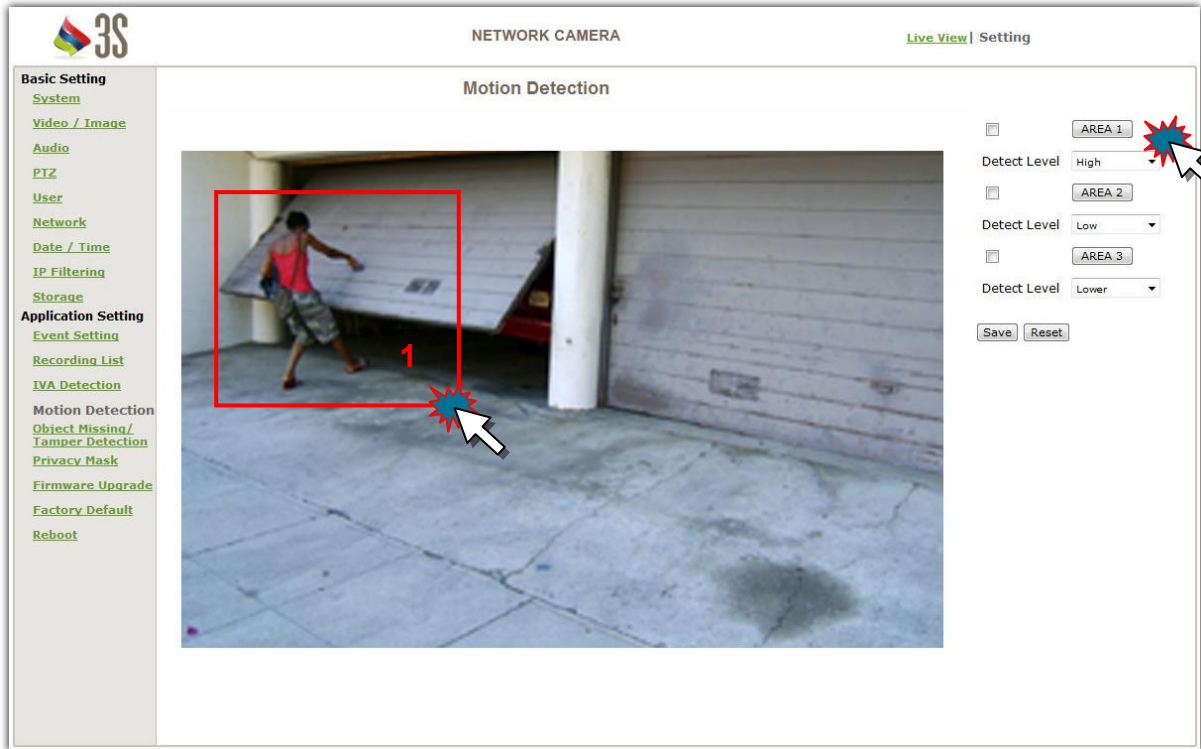 3S
NETWORK CAMERA
Live View| Setting
Basic Setting
System
Video / Image
Audio
PTZ
User
Network
Date / Time
IP Filtering
Storage
Application Setting
Event Setting
Recording List
IVA Detection
Motion Detection
Object Missing/
Tamper Detection
Privacy Mask
Firmware Upgrade
Factory Default
Reboot
Motion Detection
1
AREA 1
Detect Level High
AREA 2
Detect Level Low
AREA 3
Detect Level Lower
Save Reset